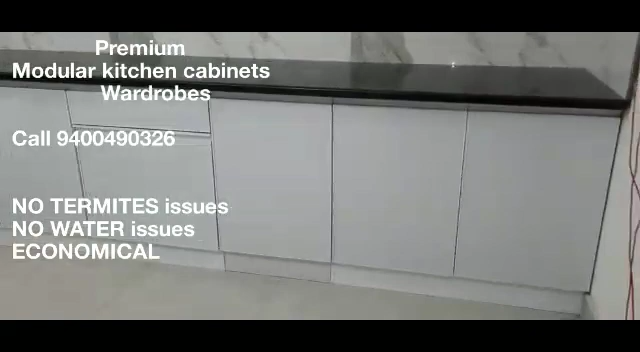 Premium
Modular kitchen cabinets
Wardrobes
Call 9400490326
NO TERMITES issues
NO WATER issues
ECONOMICAL